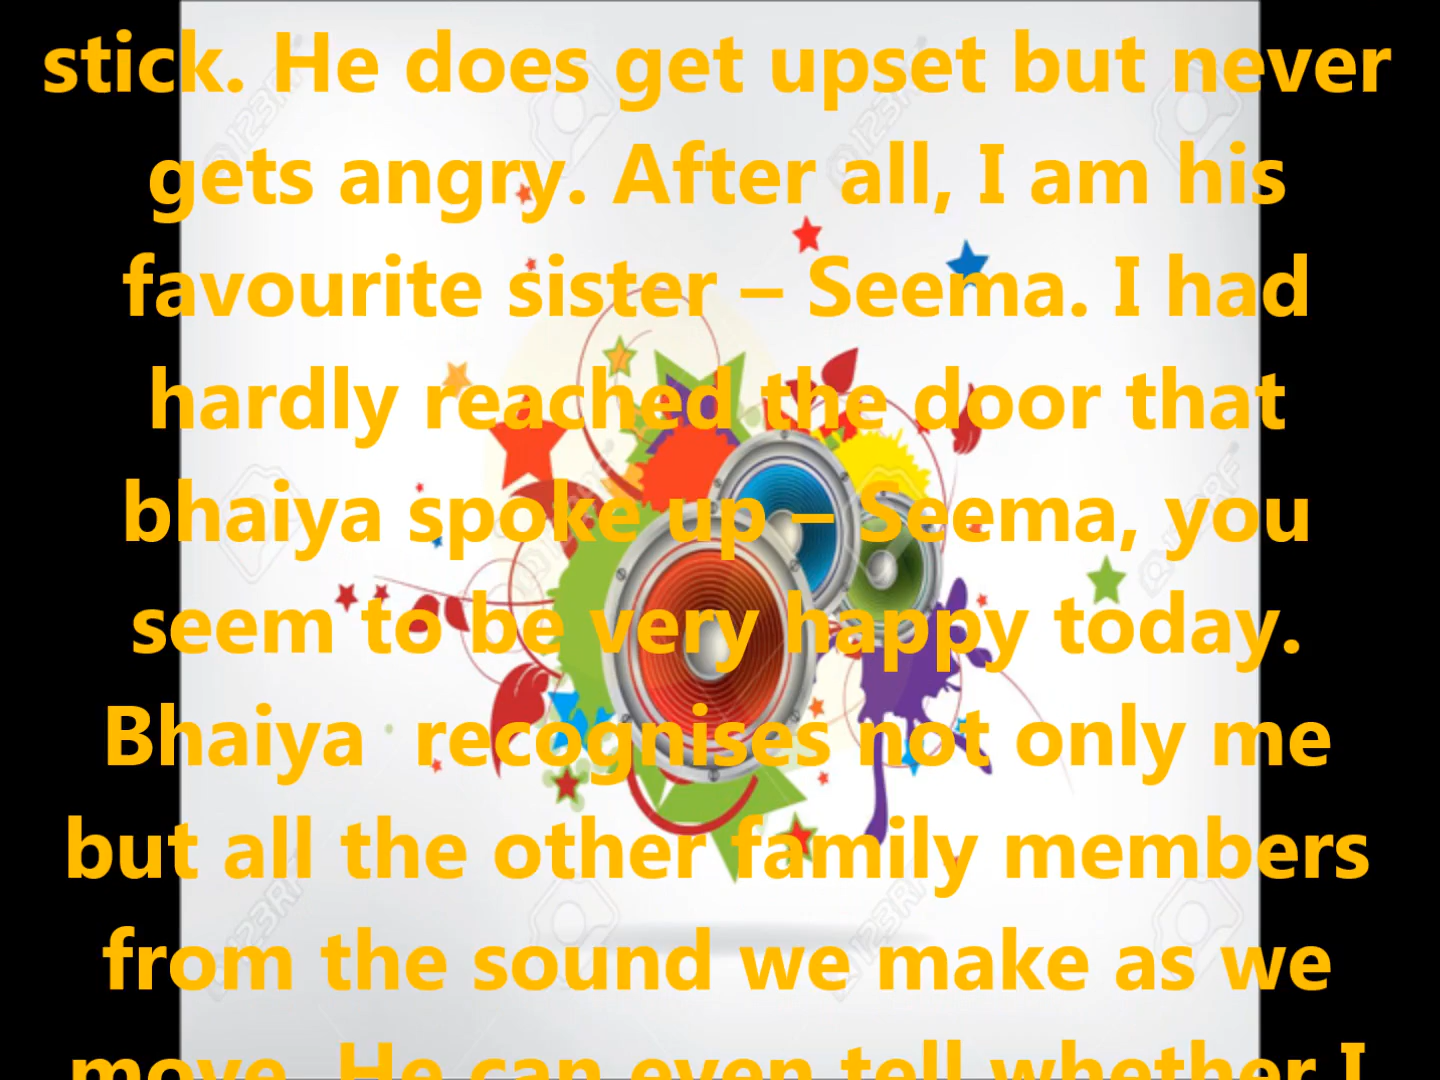 stick. He does get upset but never
gets angry. After all, I am his
favourite sister – Seema. I had
hardly reached the door that
bhaiya spoke up – Seema, you
seem to be very happy today.
Bhaiya  recognises not only me
but all the other family members
from the sound we make as we
move. He can even tell whether I